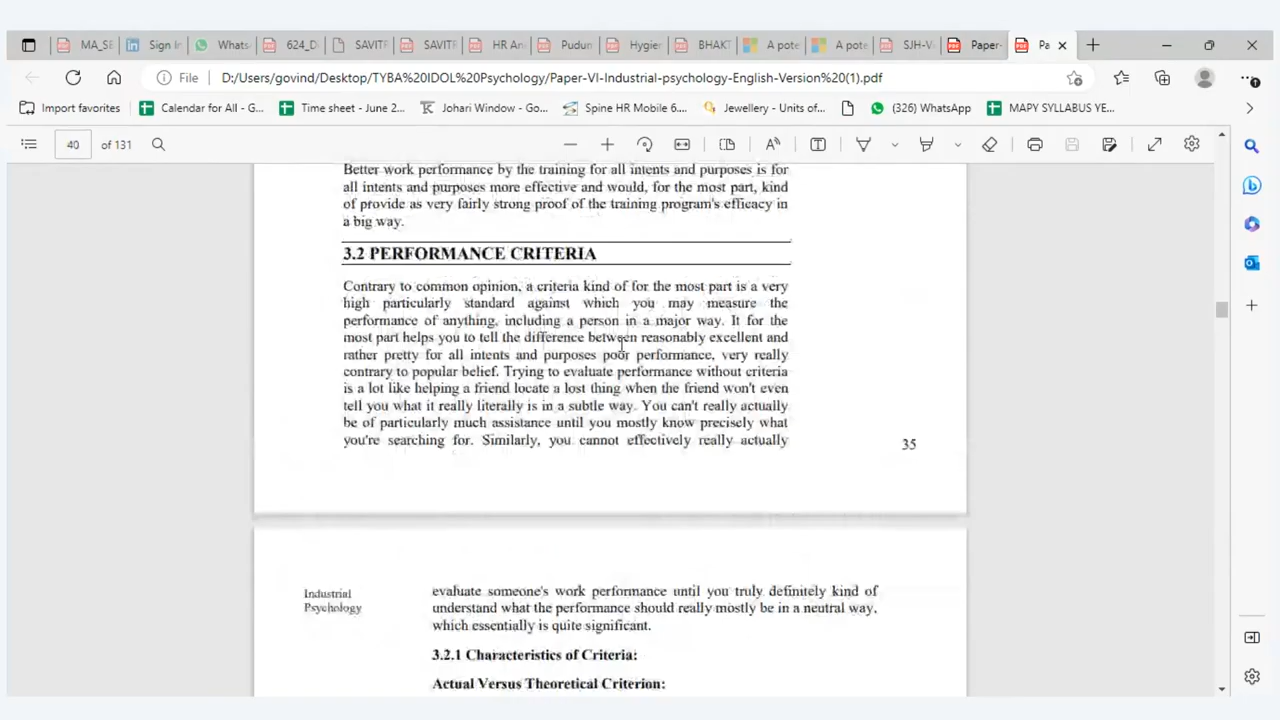 MA_SE
Sign In
Whats
624_D
SAVITR
SAVITR
HR An
Pudun
Hygier
BHAKT
A pote
A pote
SJH-V
Paper-
Pa
File
D:/Users/govind/Desktop/TYBA%20IDOL%20Psychology/Paper-VI-Industrial-psychology-English-Version%20(1).pdf
Import favorites
Calendar for All - G...
Time sheet - June 2...
Johari Window - Go...
Spine HR Mobile 6....
Jewellery - Units of...
(326) WhatsApp
MAPY SYLLABUS YE...
40 of 131
Better work performance by the training for all intents and purposes is for
all intents and purposes more effective and would, for the most part, kind
of provide as very fairly strong proof of the training program's efficacy in
a big way.
3.2 PERFORMANCE CRITERIA
Contrary to common opinion, a criteria kind of for the most part is a very
high particularly standard against which you may measure the
performance of anything, including a person in a major way. It for the
most part helps you to tell the difference between reasonably excellent and
rather pretty for all intents and purposes poor performance, very really
contrary to popular belief. Trying to evaluate performance without criteria
is a lot like helping a friend locate a lost thing when the friend won't even
tell you what it really literally is in a subtle way. You can't really actually
be of particularly much assistance until you mostly know precisely what
you're searching for. Similarly, you cannot effectively really actually
35
Industrial
Psychology
evaluate someone's work performance until you truly definitely kind of
understand what the performance should really mostly be in a neutral way,
which essentially is quite significant.
3.2.1 Characteristics of Criteria:
Actual Versus Theoretical Criterion: